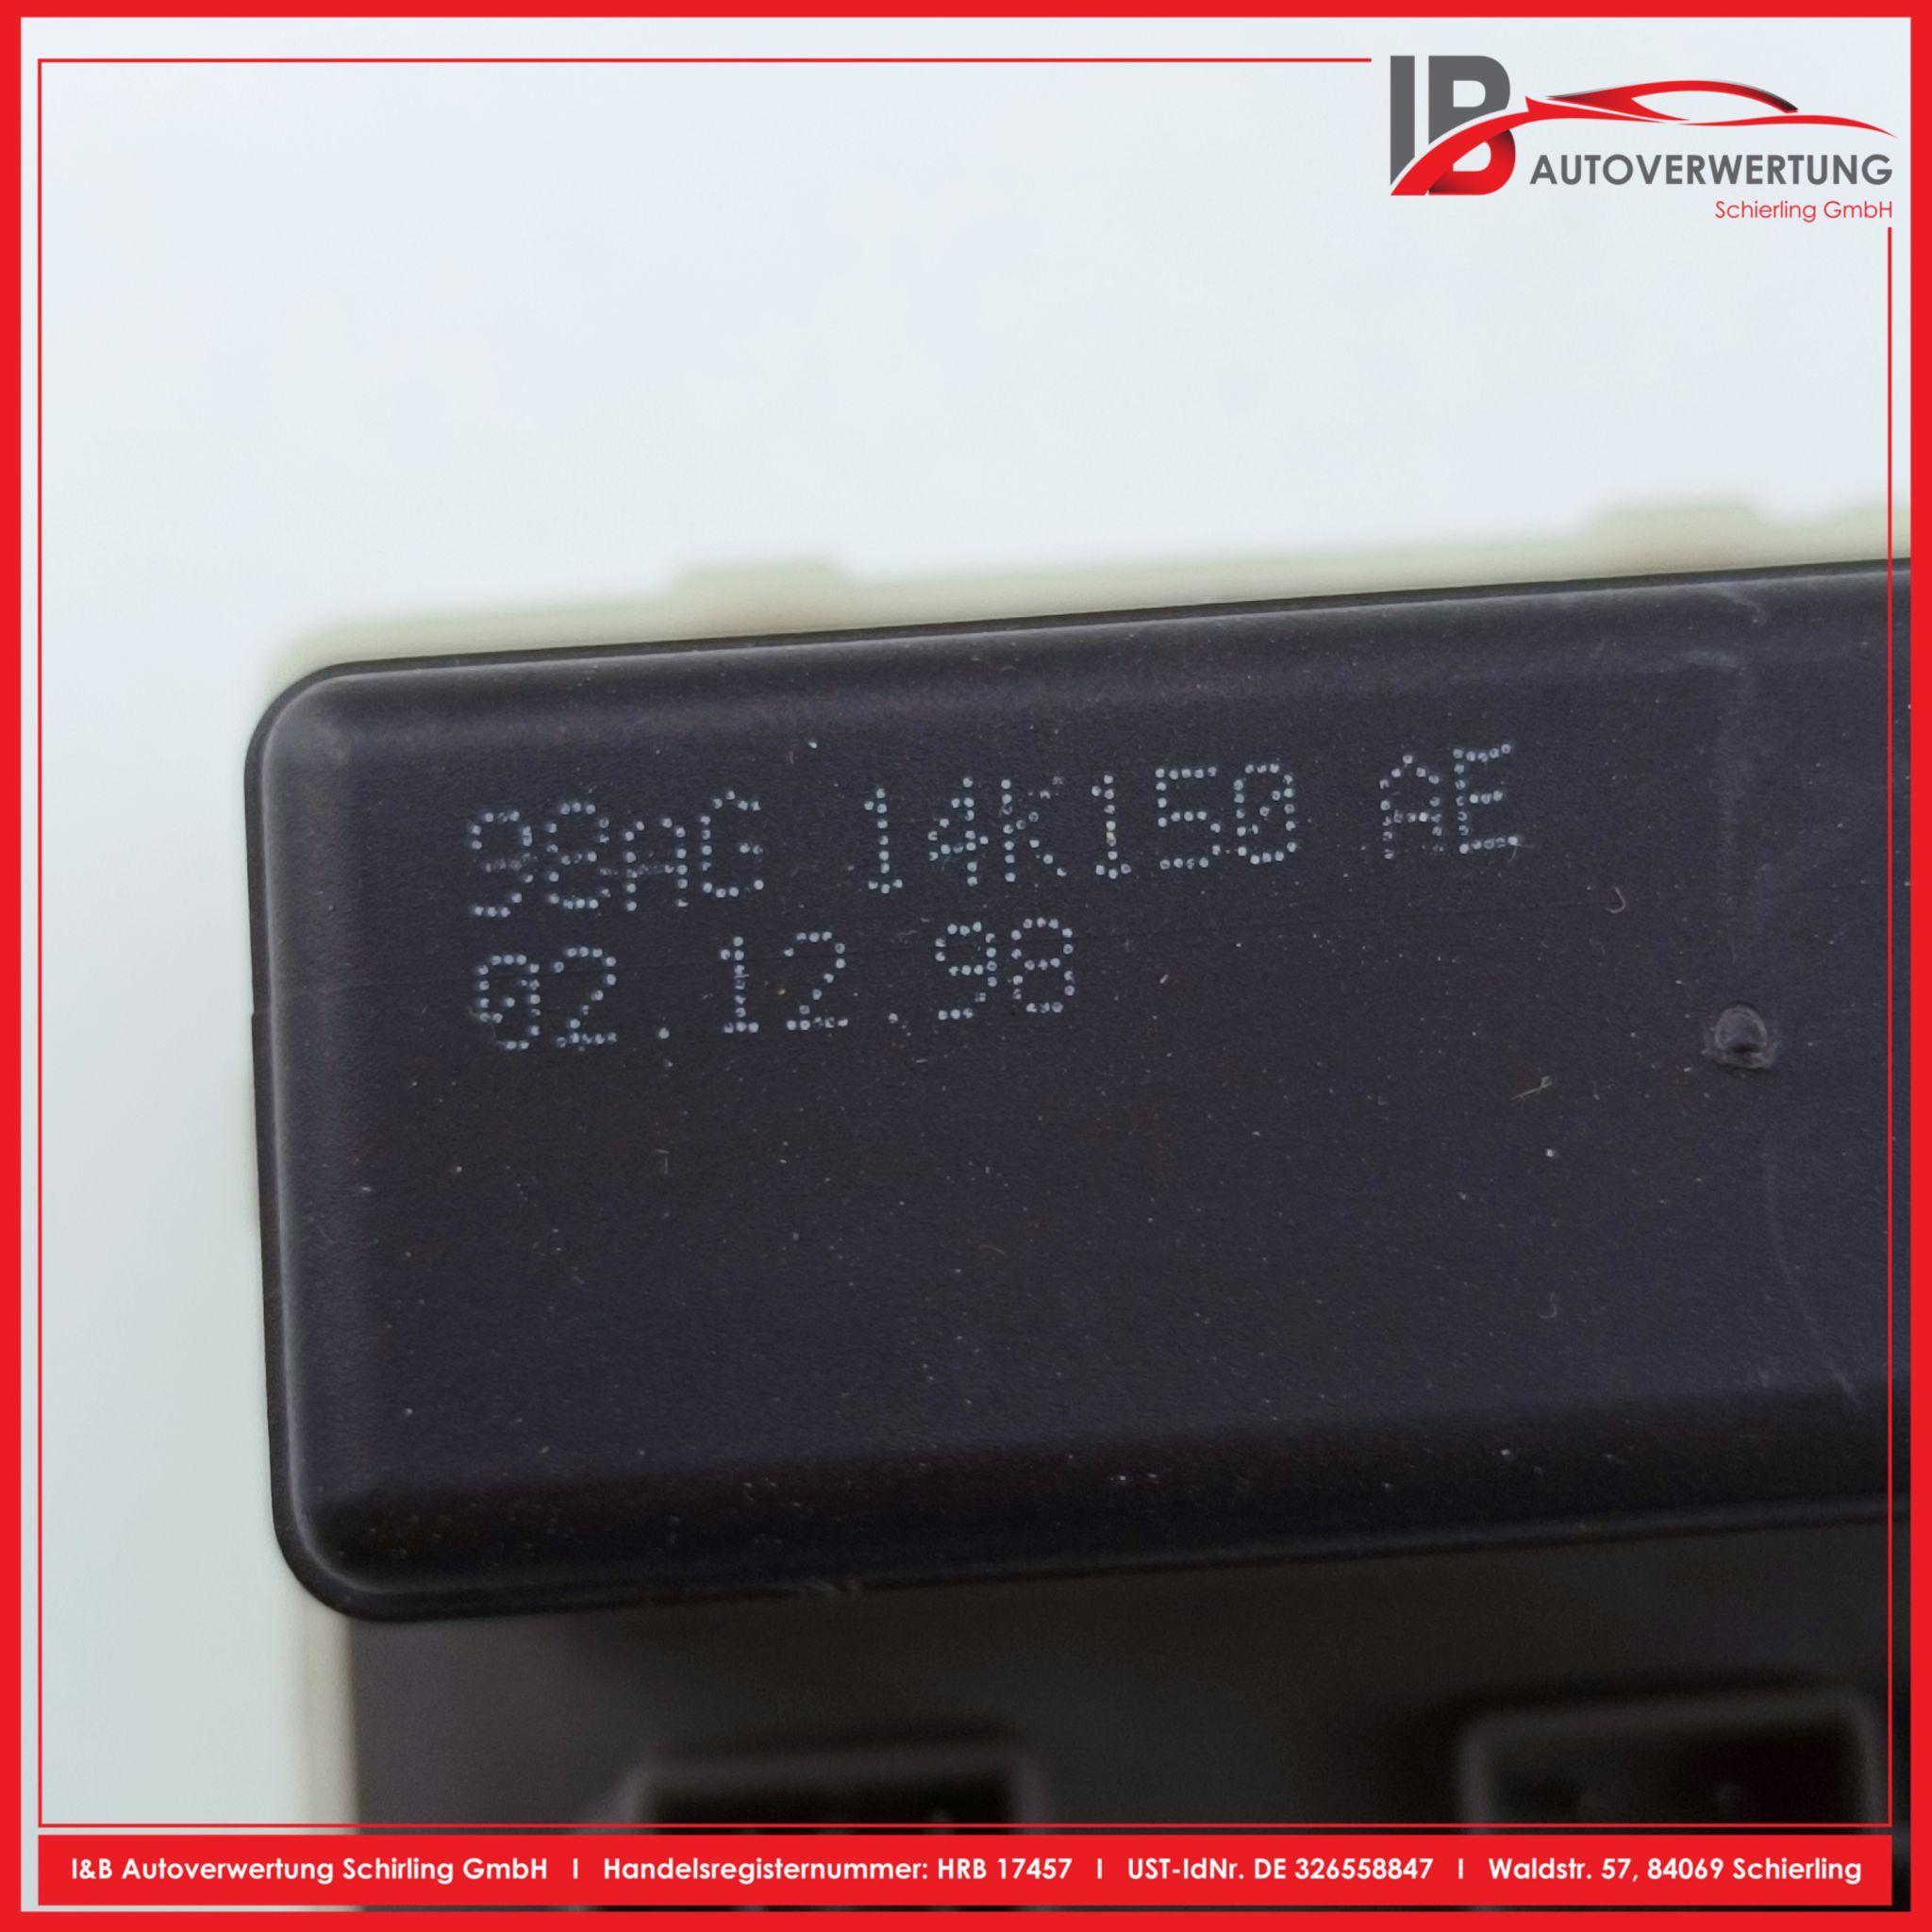 IB
AUTOVERWERTUNG
Schierling GmbH
98AG 14K150 AE
02.12.98
I&B Autoverwertung Schirling GmbH I Handelsregisternummer: HRB 17457 I UST-IdNr. DE 326558847 I Waldstr. 57, 84069 Schierling